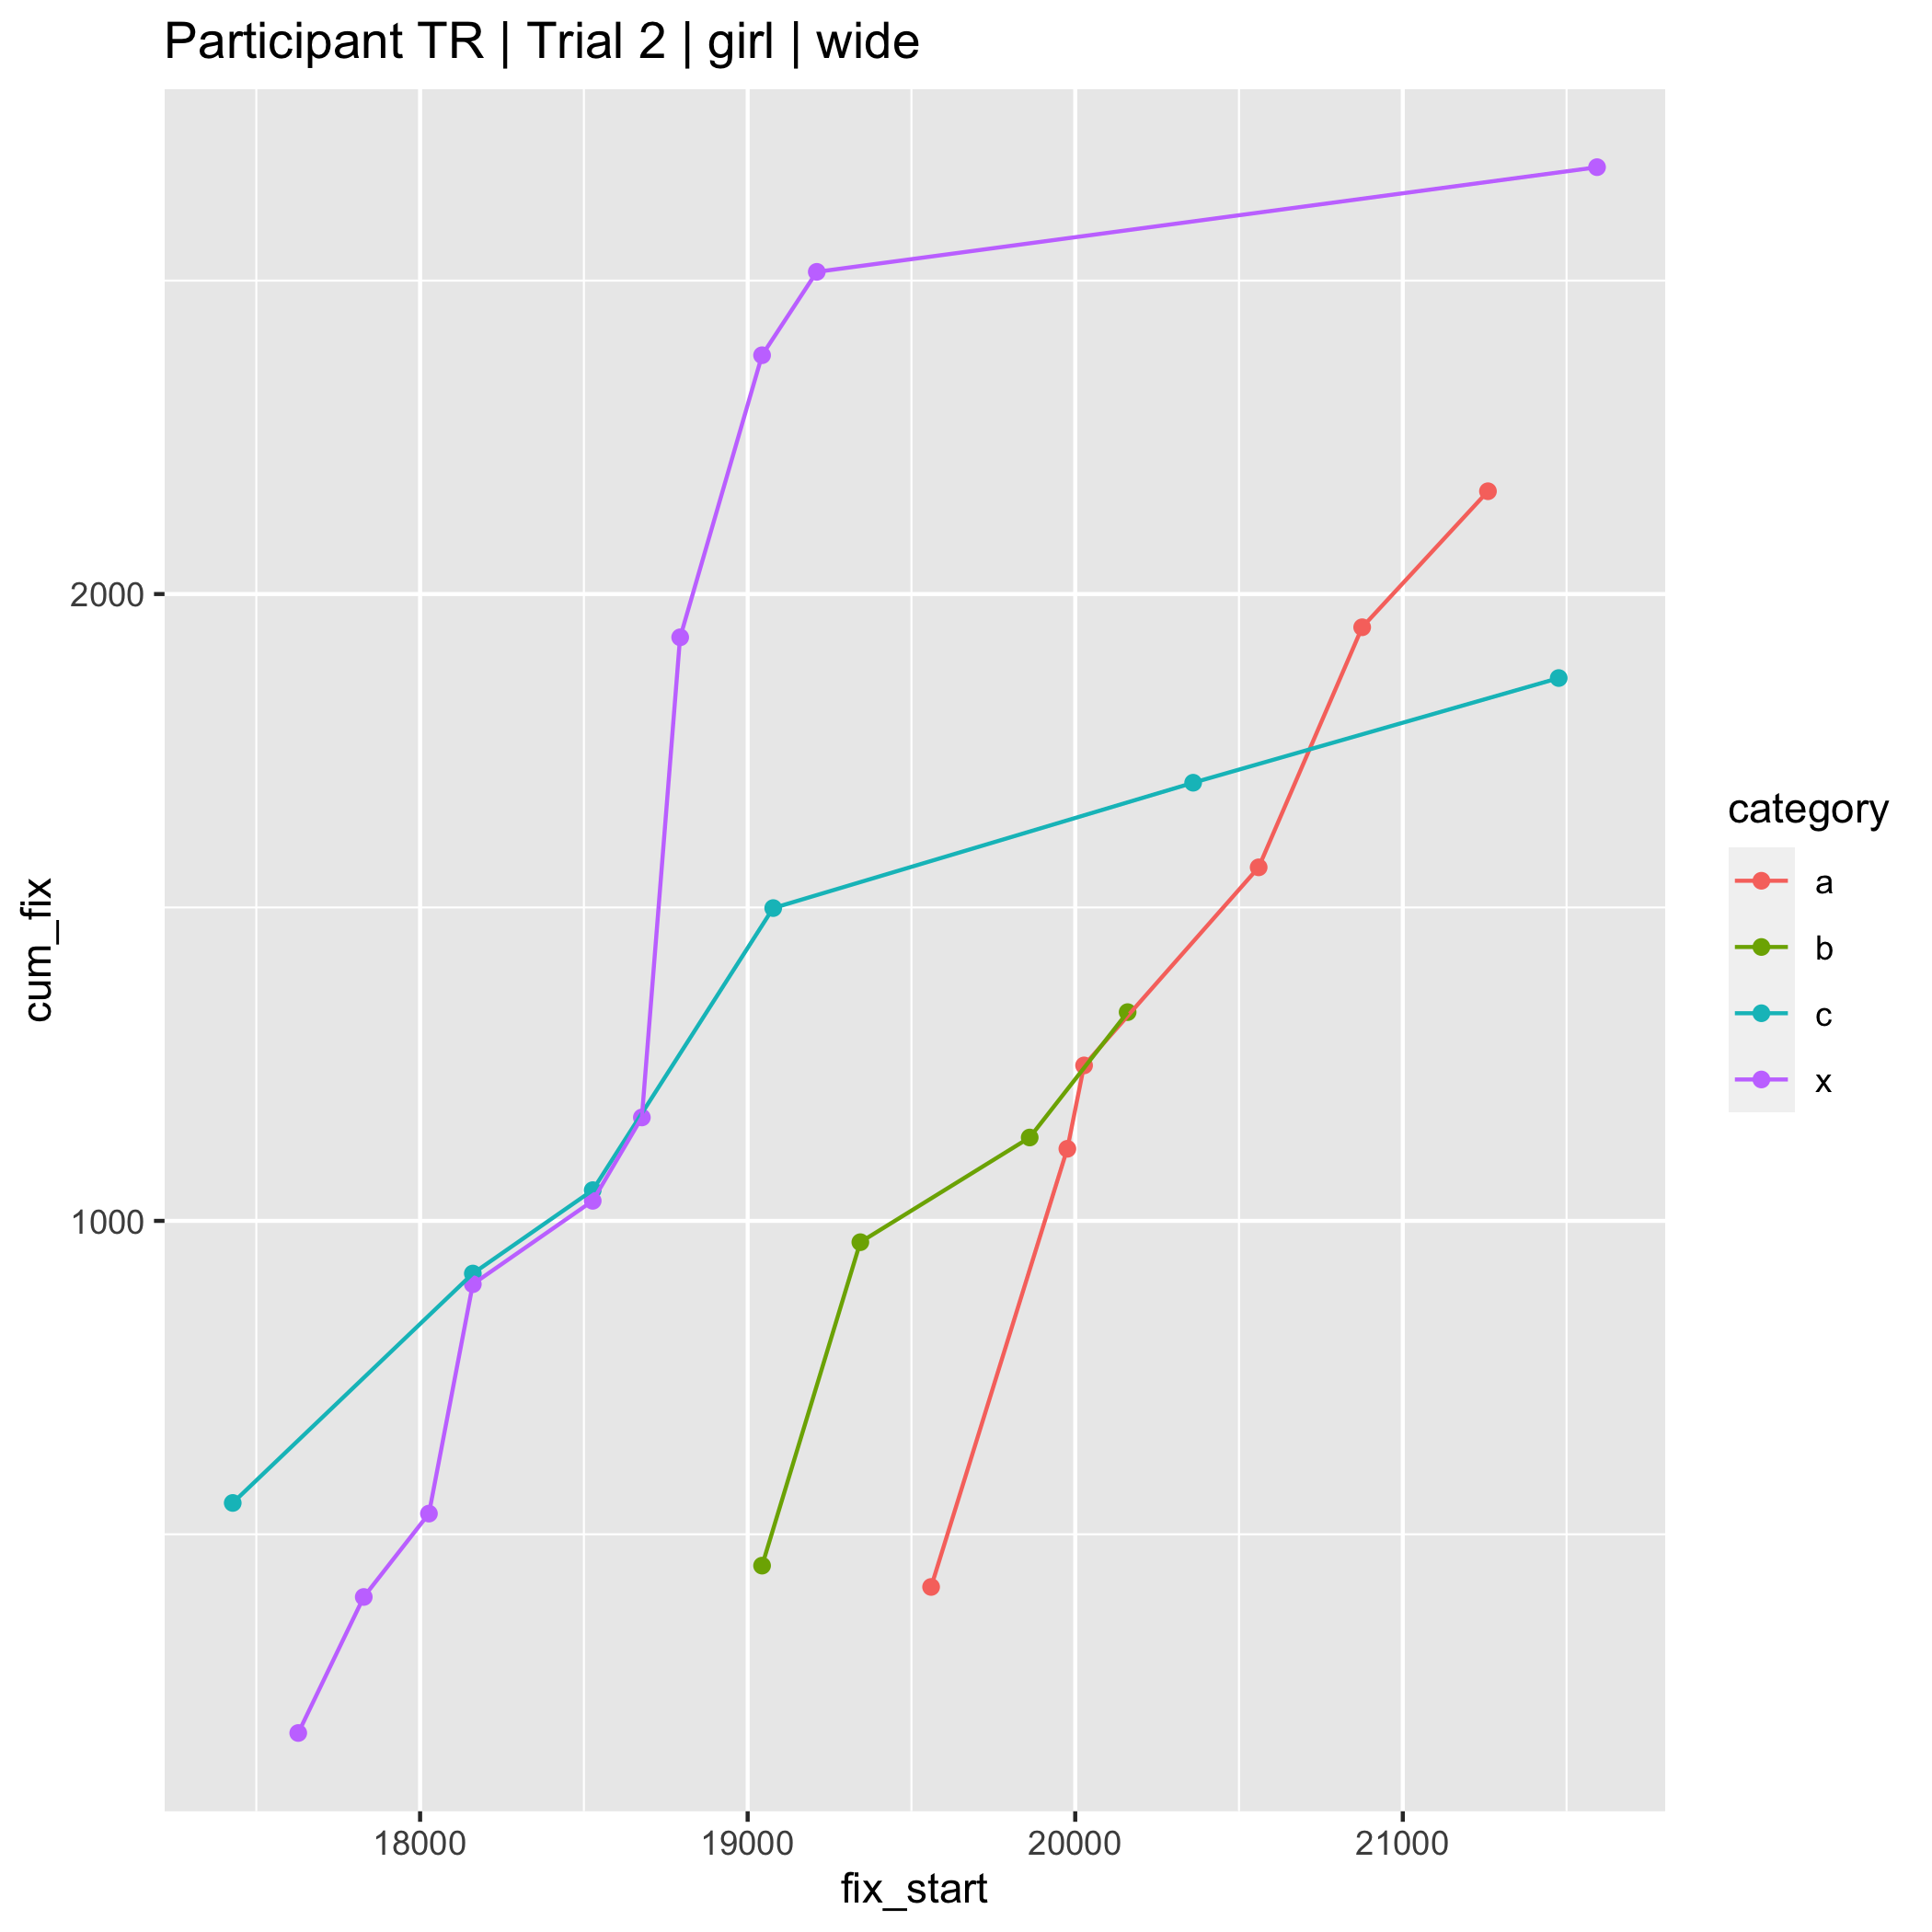 Participant TR | Trial 2 | girl | wide
2000
1000
cum_fix
18000 19000 20000 21000
fix_start
category
a
b
c
x